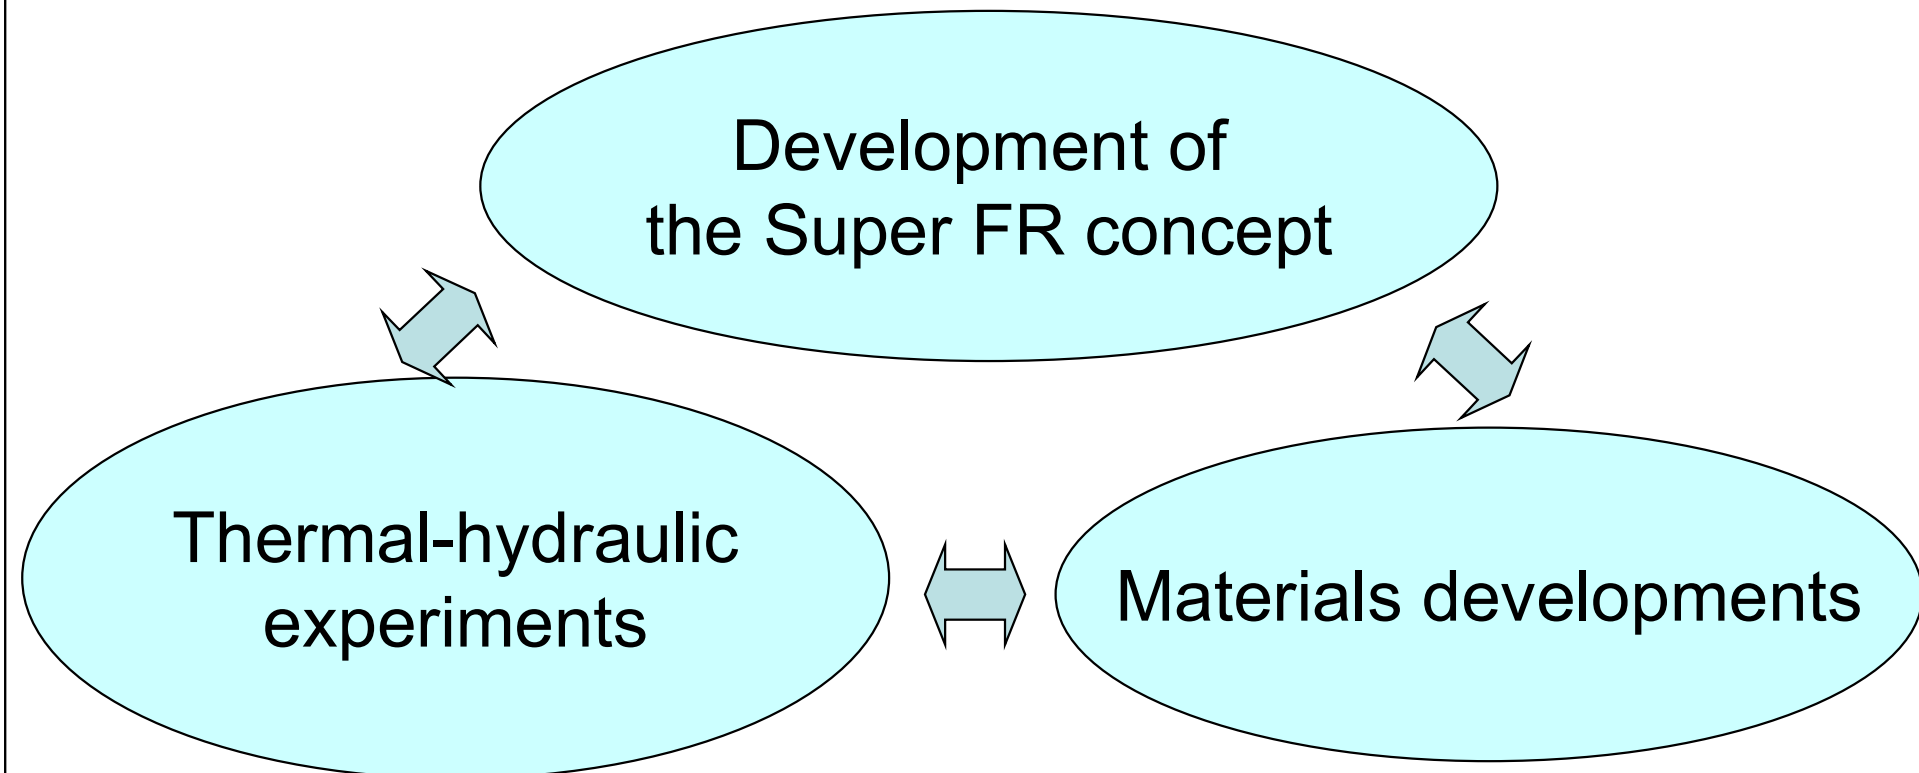 Development of
the Super FR concept
Thermal-hydraulic
experiments
Materials developments